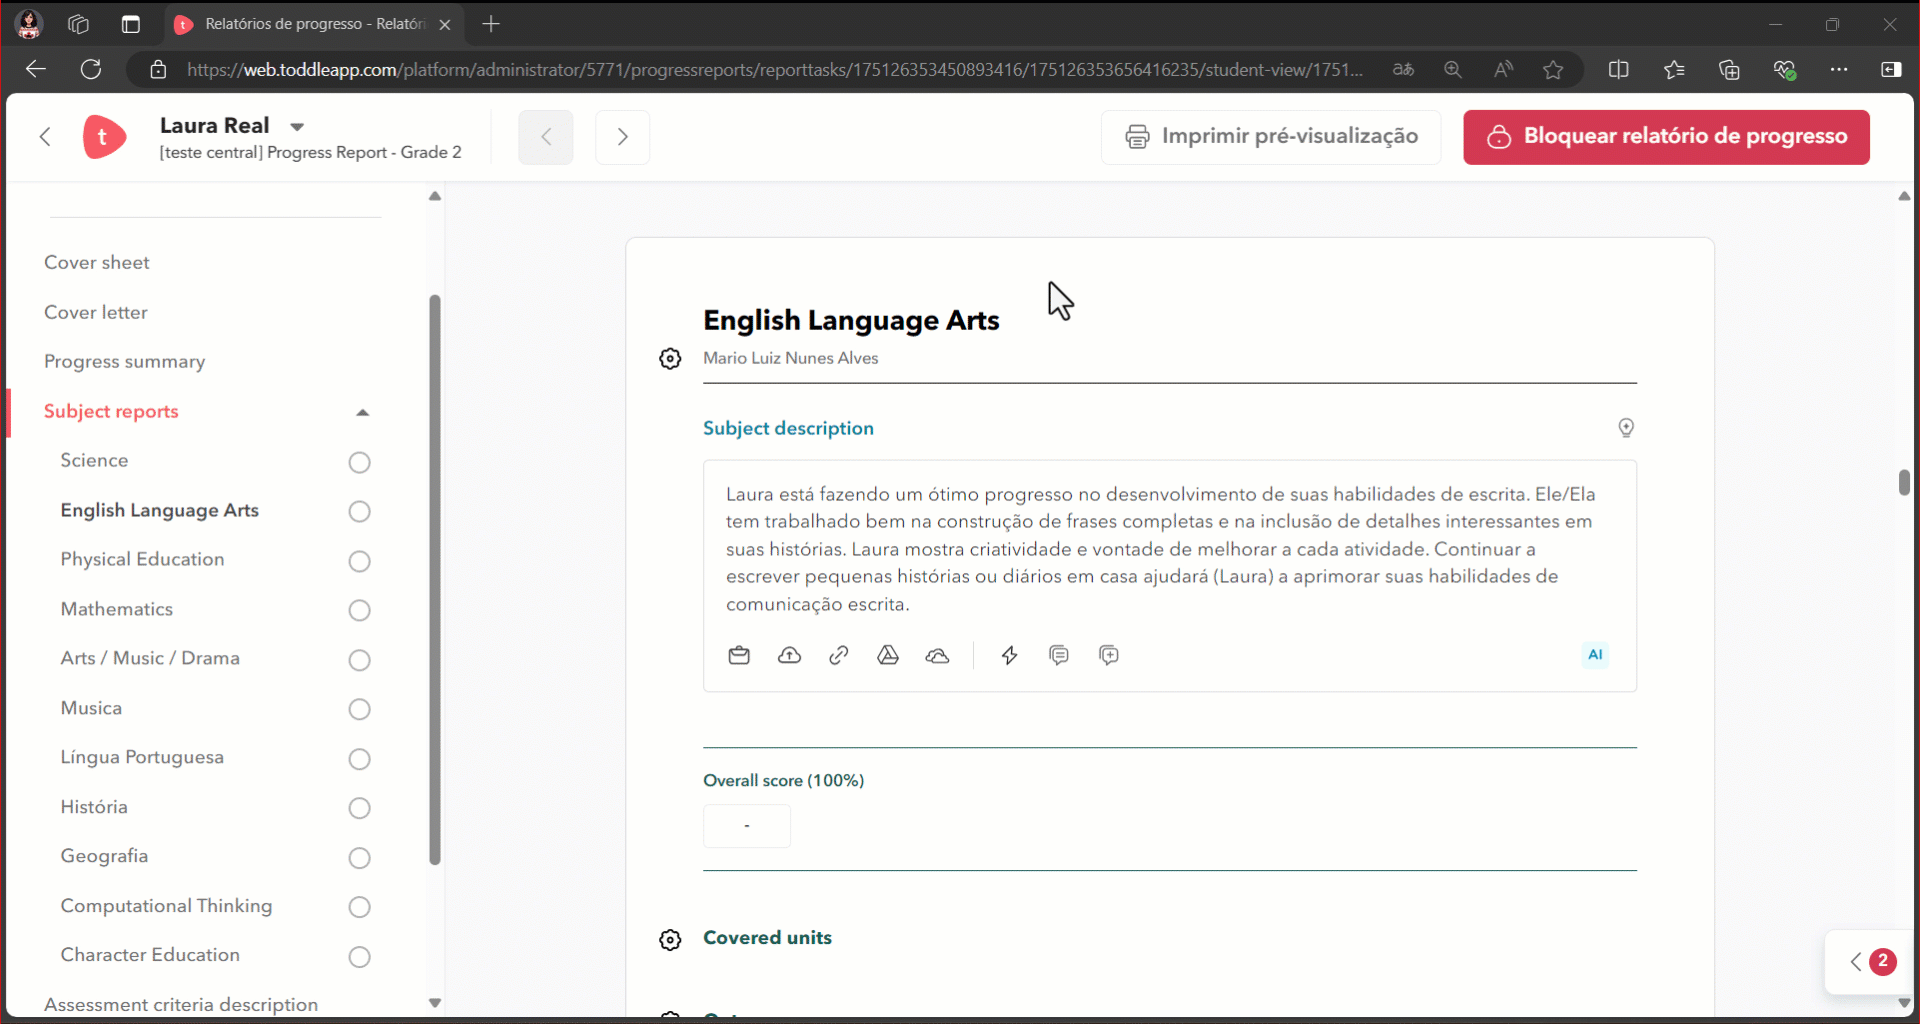 Relatórios de progresso - Relatóri
https://web.toddleapp.com/platform/administrator/5771/progressreports/reporttasks/175126353450893416/175126353656416235/student-view/1751...
aあ
A
t
Laura Real
[teste central] Progress Report - Grade 2
Imprimir pré-visualização
Bloquear relatório de progresso
Cover sheet
Cover letter
Progress summary
Subject reports
Science
English Language Arts
Physical Education
Mathematics
Arts / Music / Drama
Musica
Língua Portuguesa
História
Geografia
Computational Thinking
Character Education
Assessment criteria description
English Language Arts
Mario Luiz Nunes Alves
Subject description
Laura está fazendo um ótimo progresso no desenvolvimento de suas habilidades de escrita. Ele/Ela
tem trabalhado bem na construção de frases completas e na inclusão de detalhes interessantes em
suas histórias. Laura mostra criatividade e vontade de melhorar a cada atividade. Continuar a
escrever pequenas histórias ou diários em casa ajudará (Laura) a aprimorar suas habilidades de
comunicação escrita.
AI
Overall score (100%)
-
Covered units
2